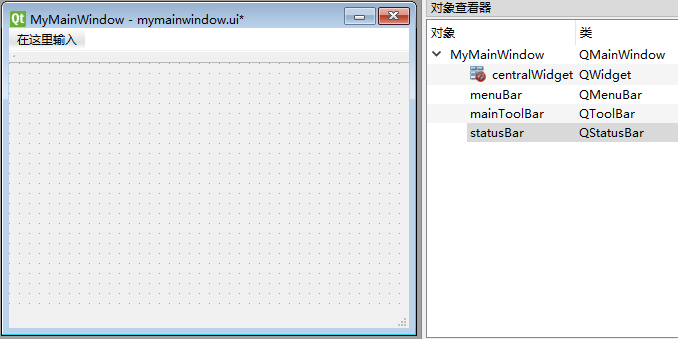 Qt MyMainWindow - mymainwindow.ui*
在这里输入
对象查看器
对象 类
MyMainWindow QMainWindow
centralWidget QWidget
menuBar QMenuBar
mainToolBar QToolBar
statusBar QStatusBar